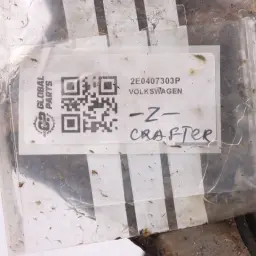 GLOBAL
PARTS
2E0407303P
VOLKSWAGEN
-Z-
CRAFTER